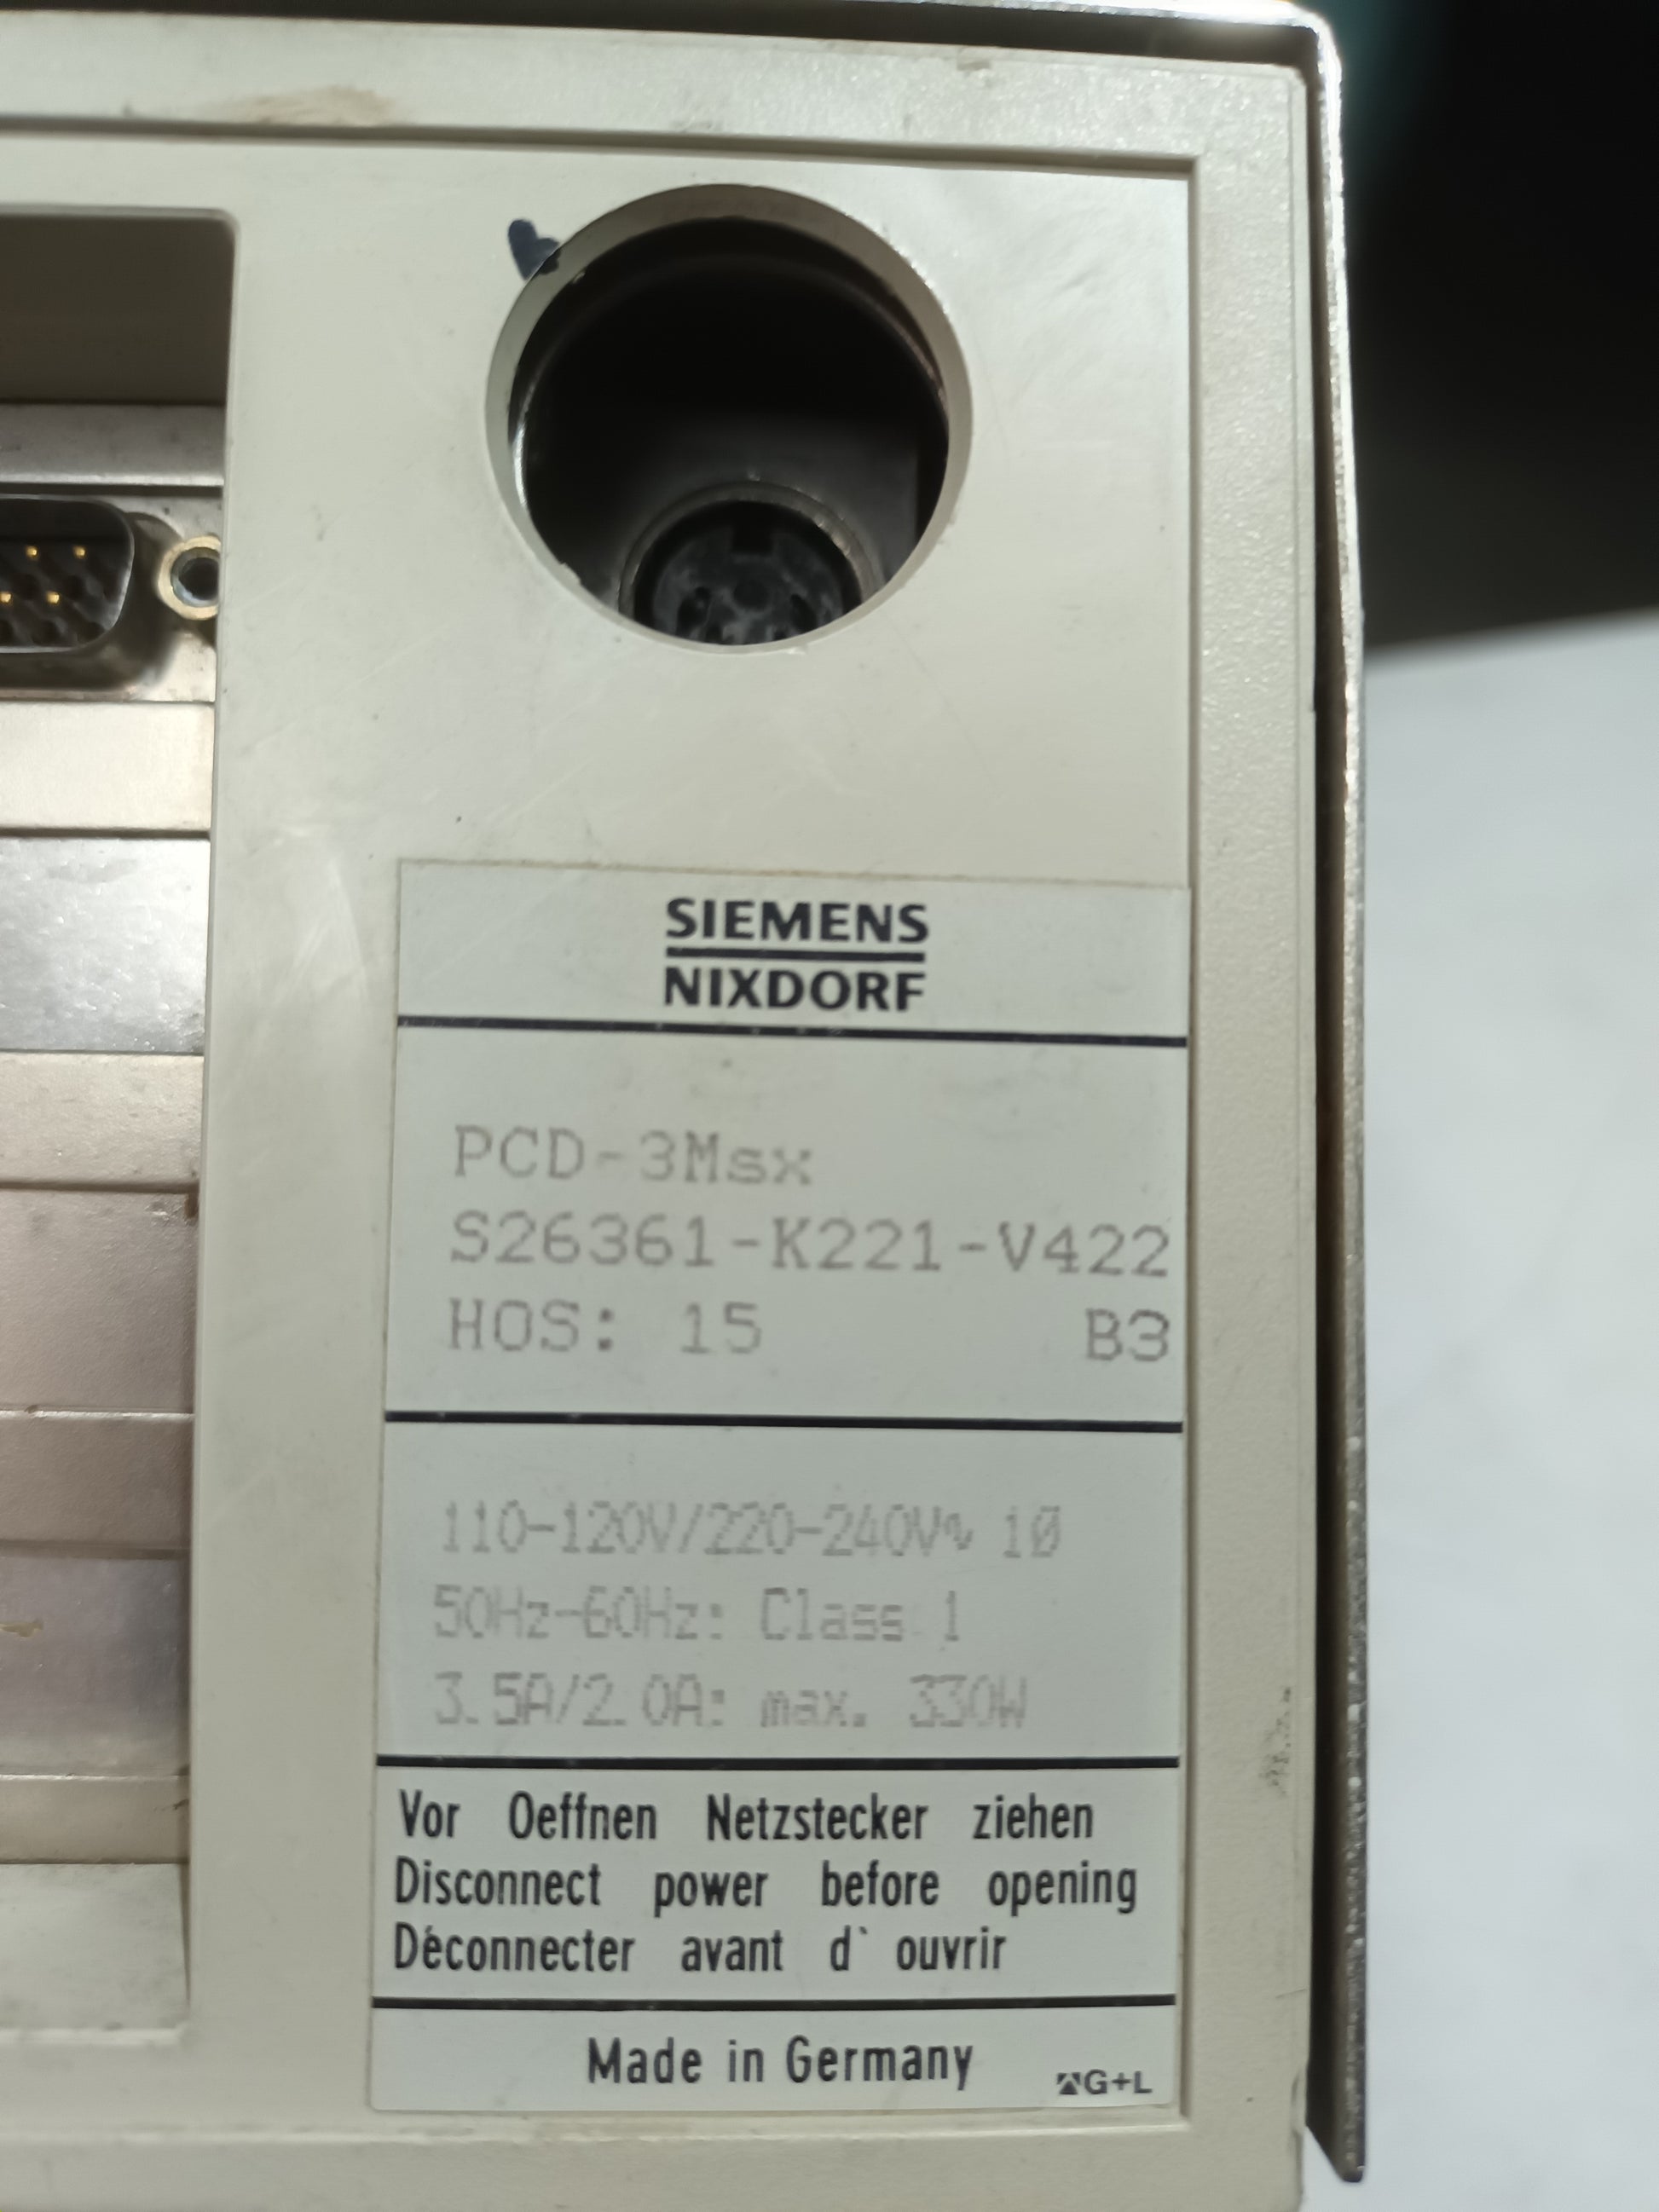 SIEMENS
NIXDORF
PCD-3Msx
S26361-K221-V422
HOS: 15 B3
110-120V/220-240V∿ 1Ø
50Hz-60Hz: Class 1
3.5A/2.0A: max. 330W
Vor Oeffnen Netzstecker ziehen
Disconnect power before opening
Déconnecter avant d` ouvrir
Made in Germany
G+L